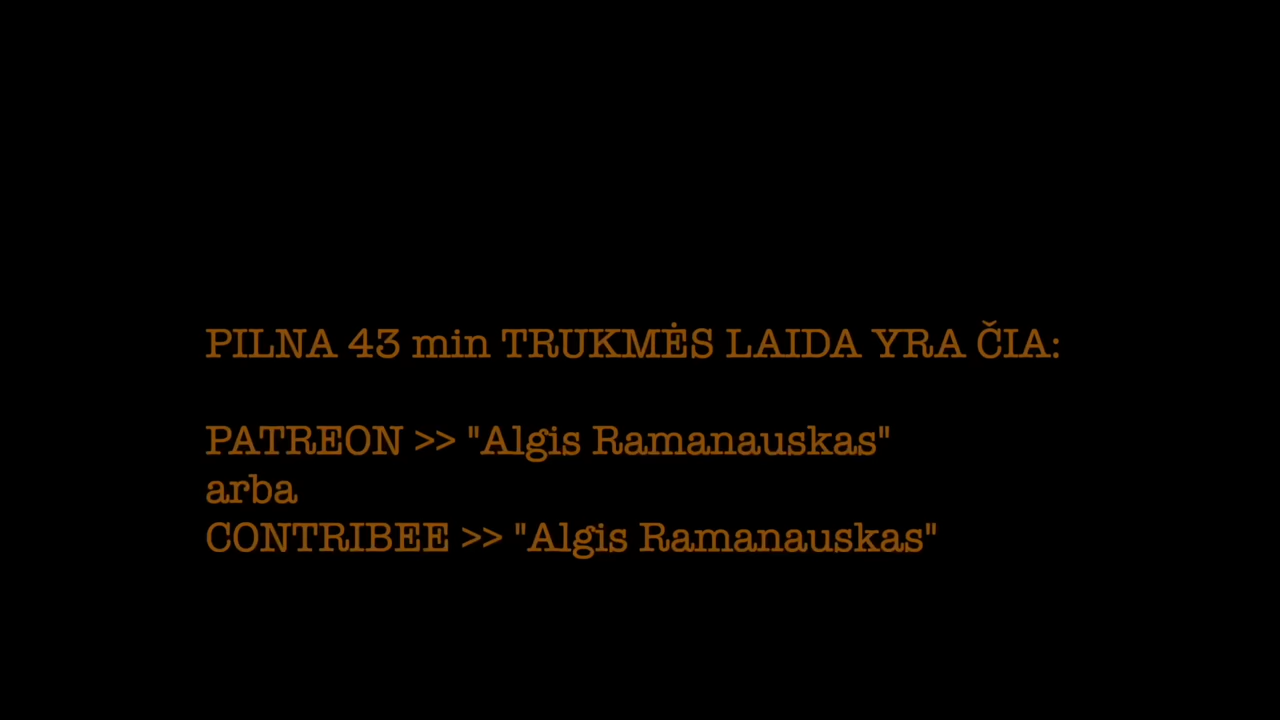 PILNA 43 min TRUKMĖS LAIDA YRA ČIA:
PATREON >> "Algis Ramanauskas"
arba
CONTRIBEE >> "Algis Ramanauskas"